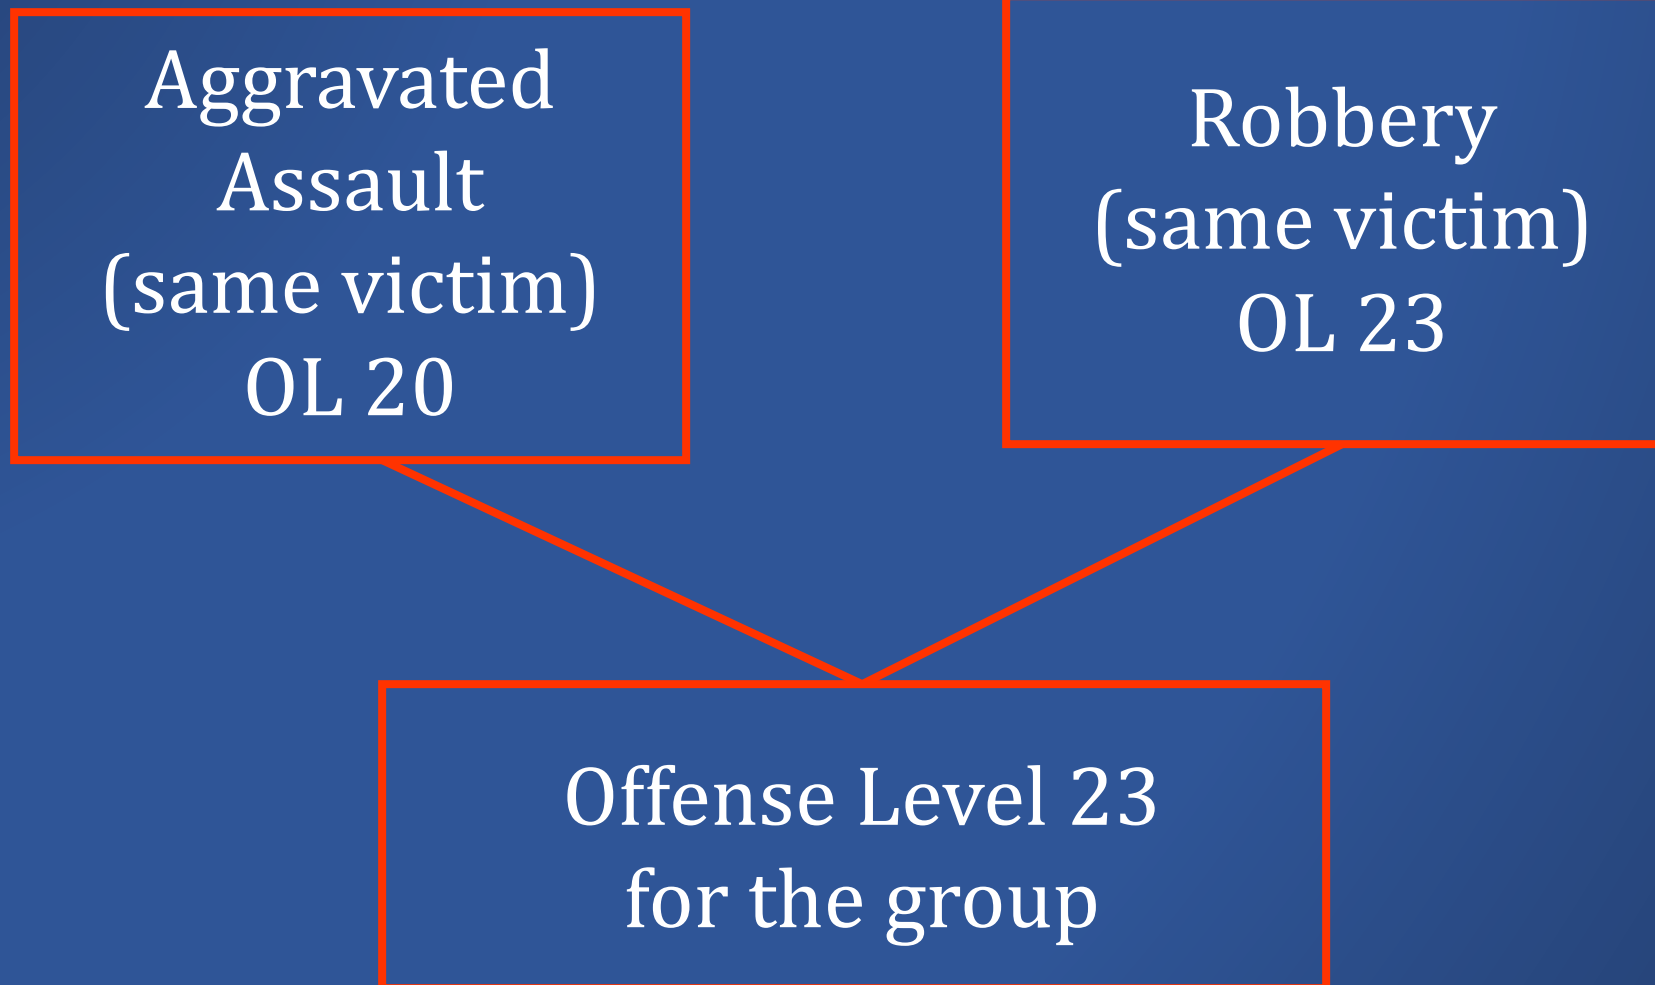 Aggravated
Assault
(same victim)
OL 20
Robbery
(same victim)
OL 23
Offense Level 23
for the group